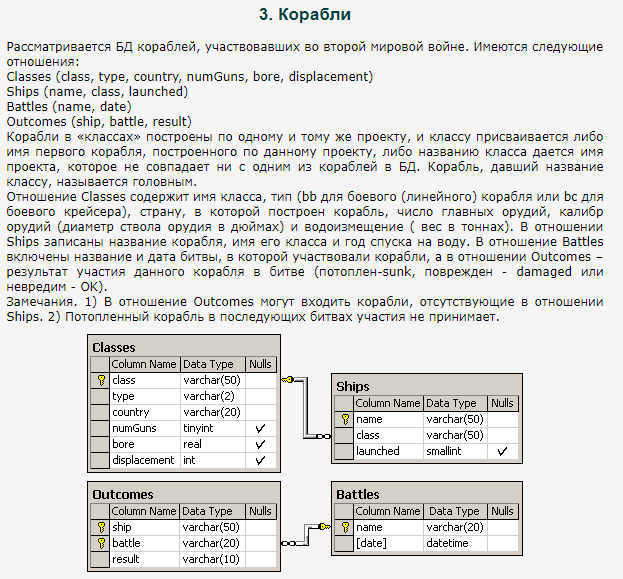 3. Корабли
Рассматривается БД кораблей, участвовавших во второй мировой войне. Имеются следующие
отношения:
Classes (class, type, country, numGuns, bore, displacement)
Ships (name, class, launched)
Battles (name, date)
Outcomes (ship, battle, result)
Корабли в «классах» построены по одному и тому же проекту, и классу присваивается либо
имя первого корабля, построенного по данному проекту, либо названию класса дается имя
проекта, которое не совпадает ни с одним из кораблей в БД. Корабль, давший название
классу, называется головным.
Отношение Classes содержит имя класса, тип (bb для боевого (линейного) корабля или bc для
боевого крейсера), страну, в которой построен корабль, число главных орудий, калибр
орудий (диаметр ствола орудия в дюймах) и водоизмещение ( вес в тоннах). В отношении
Ships записаны название корабля, имя его класса и год спуска на воду. В отношение Battles
включены название и дата битвы, в которой участвовали корабли, а в отношении Outcomes –
результат участия данного корабля в битве (потоплен-sunk, поврежден - damaged или
невредим - OK).
Замечания. 1) В отношение Outcomes могут входить корабли, отсутствующие в отношении
Ships. 2) Потопленный корабль в последующих битвах участия не принимает.
Classes
Column Name Data Type Nulls
class varchar(50)
type varchar(2)
country varchar(20)
numGuns tinyint
bore real
displacement int
Ships
Column Name Data Type Nulls
name varchar(50)
class varchar(50)
launched smallint
Outcomes
Column Name Data Type Nulls
ship varchar(50)
battle varchar(20)
result varchar(10)
Battles
Column Name Data Type Nulls
name varchar(20)
[date] datetime